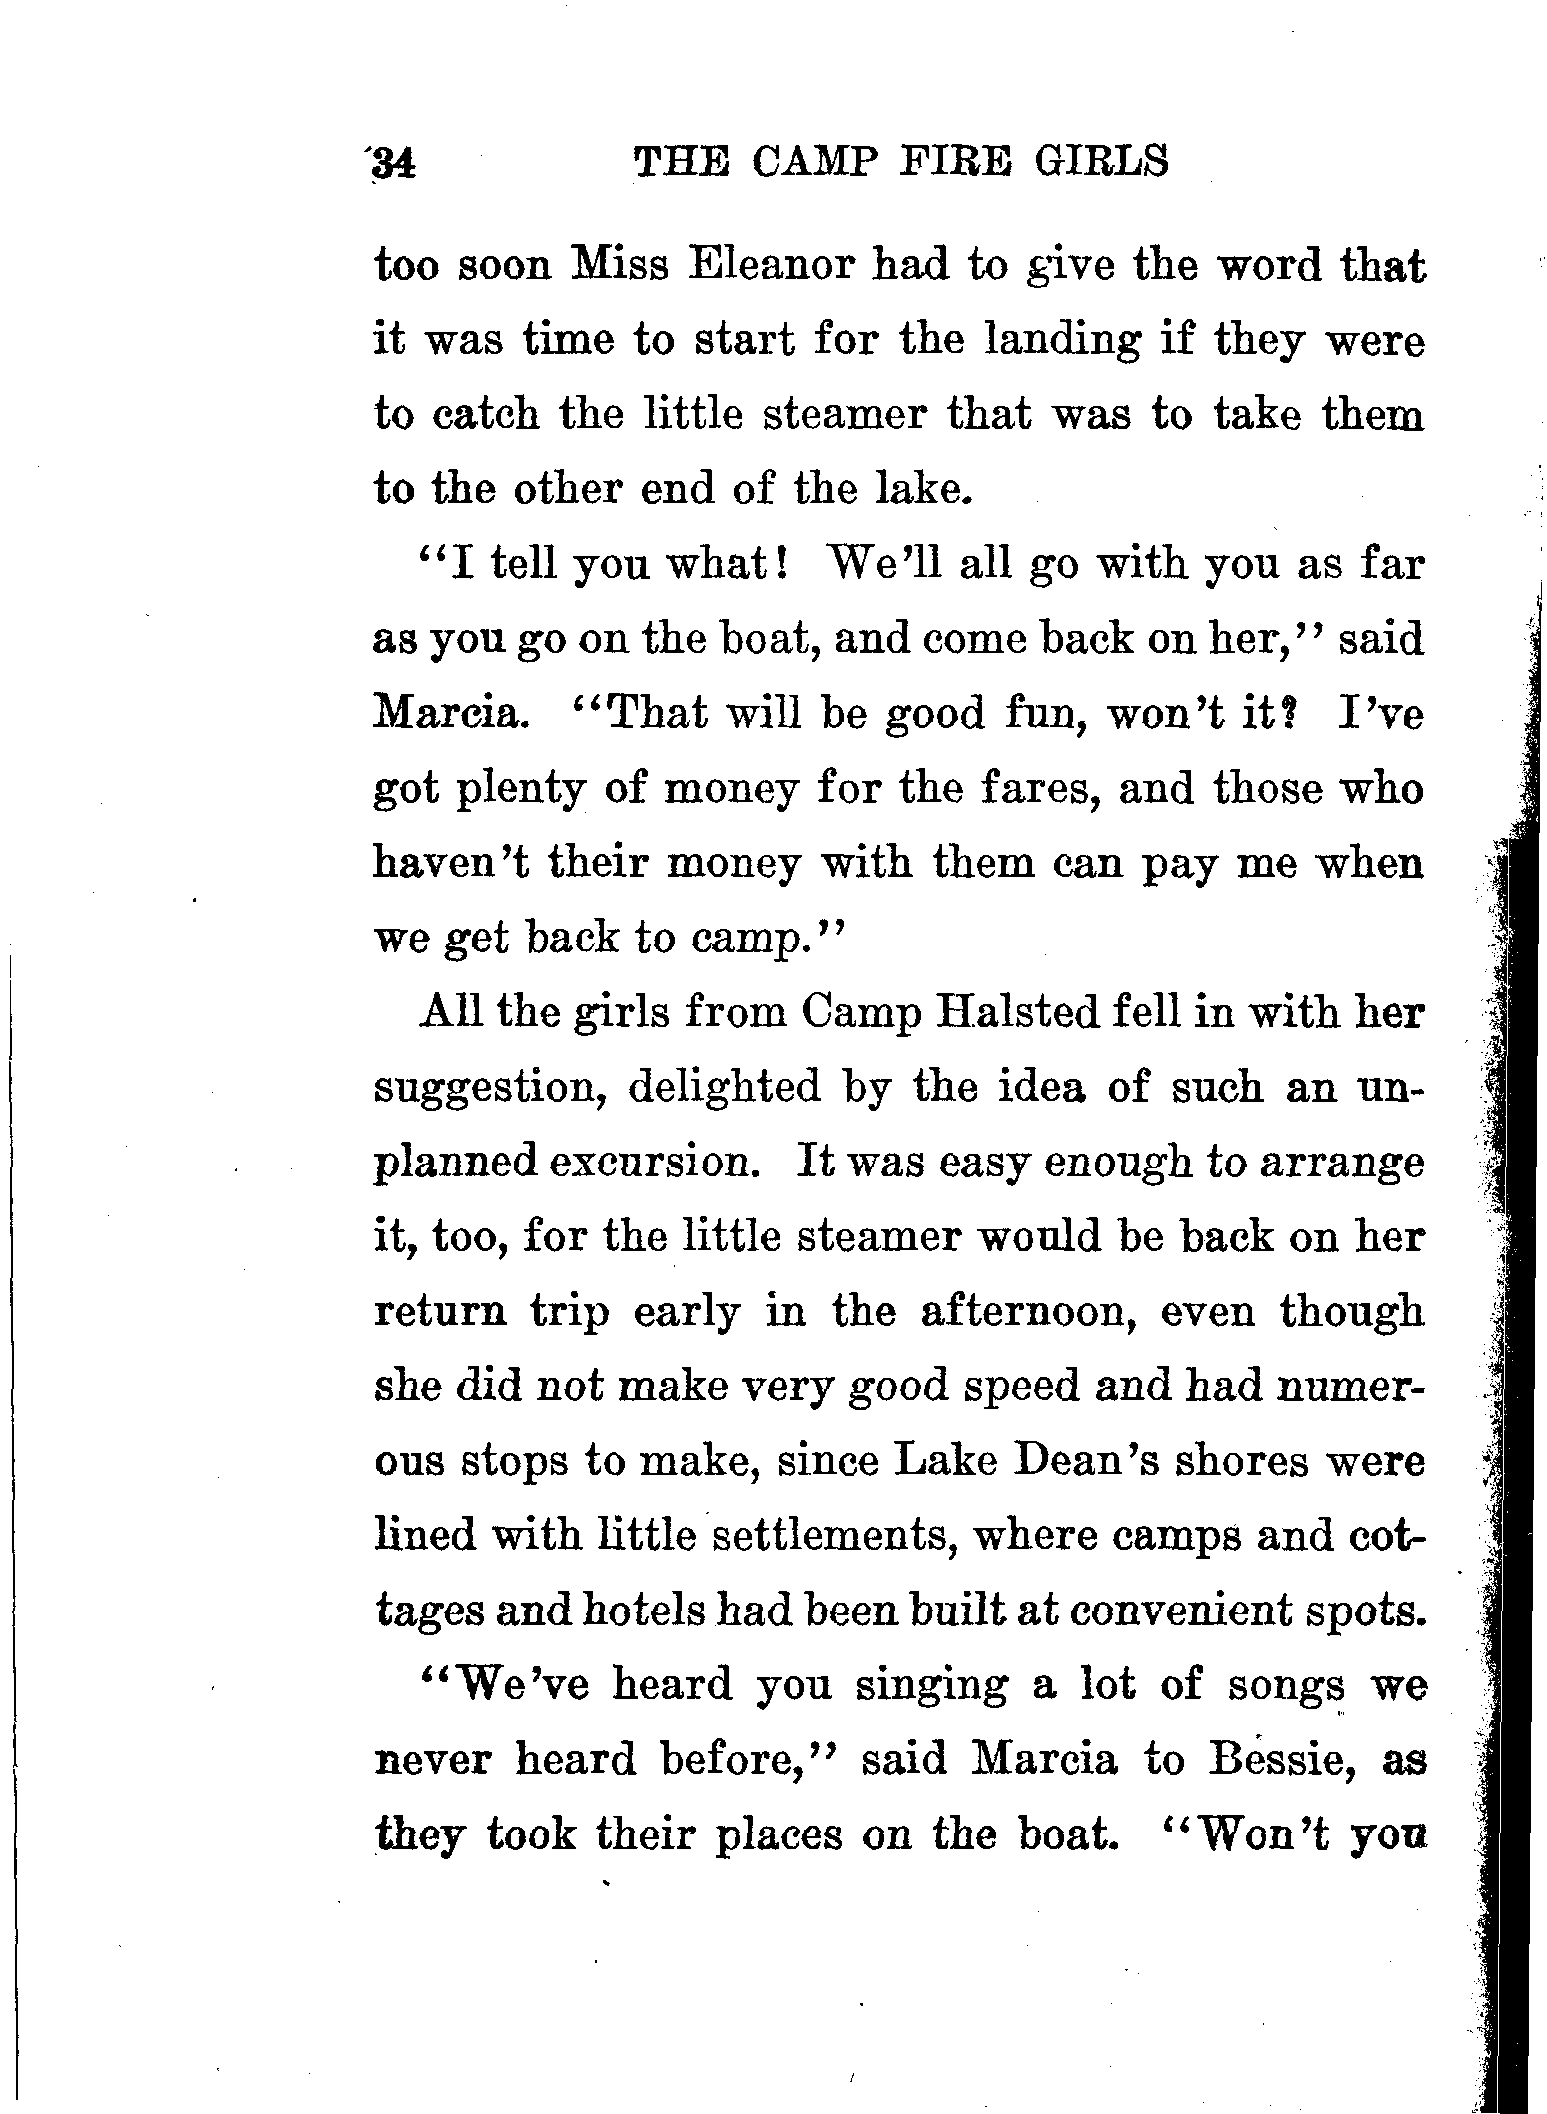 34 THE CAMP FIRE GIRLS
too soon Miss Eleanor had to give the word that
it was time to start for the landing if they were
to catch the little steamer that was to take them
to the other end of the lake.
"I tell you what! We'll all go with you as far
as you go on the boat, and come back on her," said
Marcia. "That will be good fun, won't it? I've
got plenty of money for the fares, and those who
haven't their money with them can pay me when
we get back to camp."
All the girls from Camp Halsted fell in with her
suggestion, delighted by the idea of such an un-
planned excursion. It was easy enough to arrange
it, too, for the little steamer would be back on her
return trip early in the afternoon, even though
she did not make very good speed and had numer-
ous stops to make, since Lake Dean's shores were
lined with little settlements, where camps and cot-
tages and hotels had been built at convenient spots.
"We've heard you singing a lot of songs we
never heard before," said Marcia to Bessie, as
they took their places on the boat. "Won't you